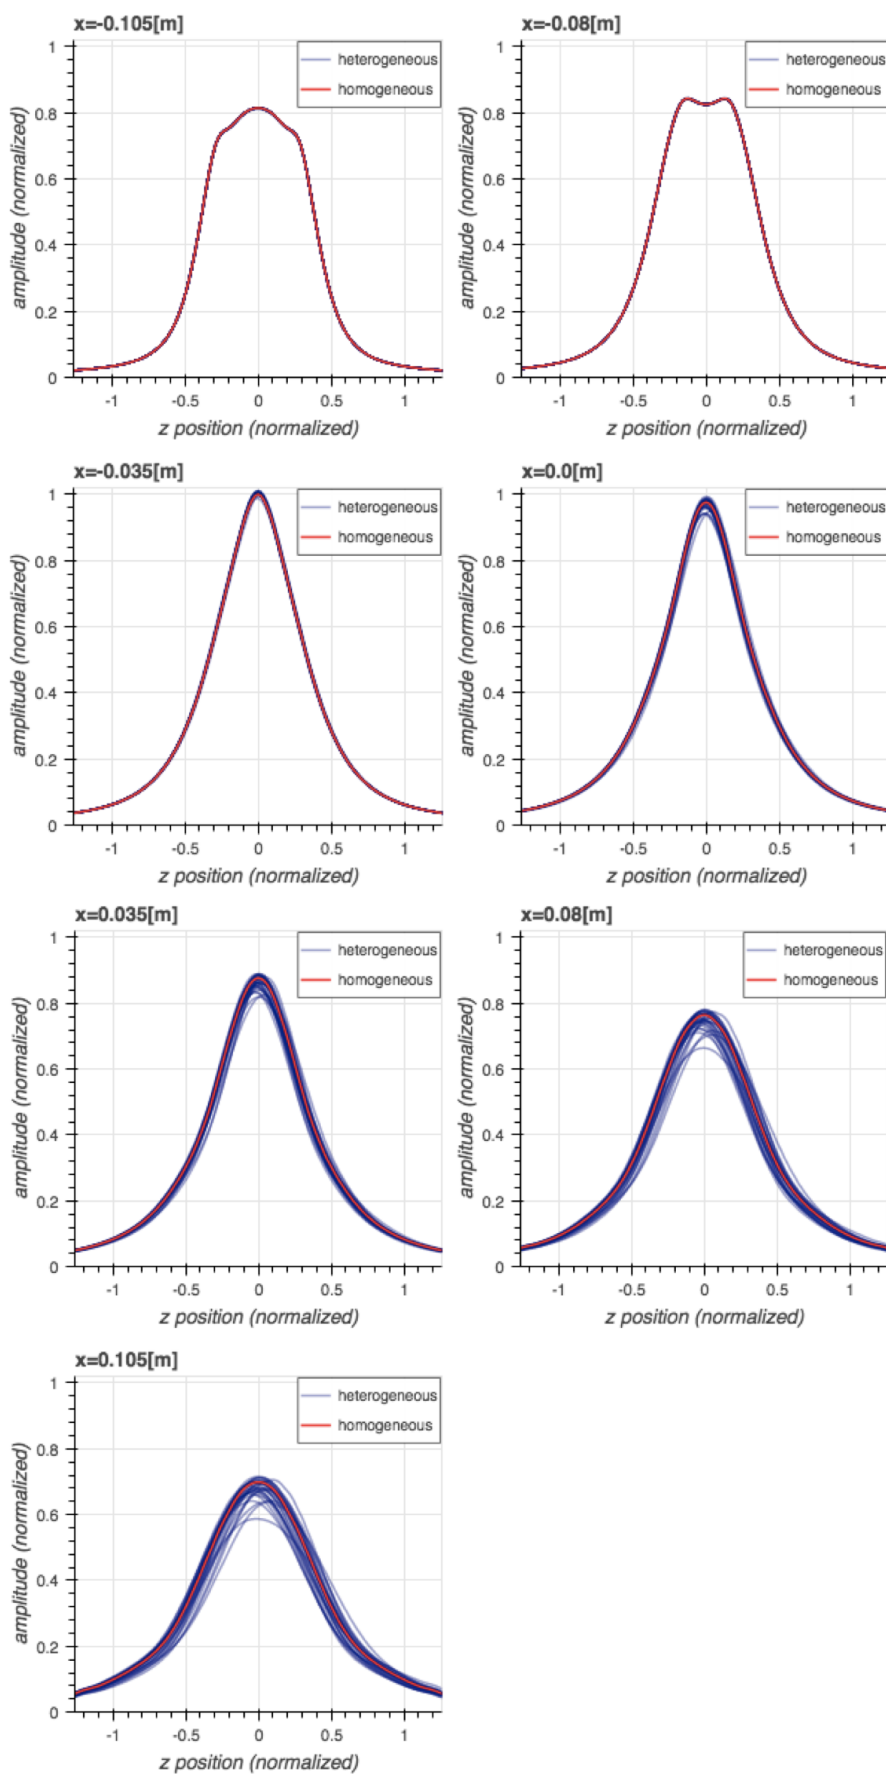 x=-0.105[m]
heterogeneous
homogeneous
1
0.8
0.6
0.4
0.2
0
amplitude (normalized)
-1
-0.5
0
0.5
1
z position (normalized)
x=-0.08[m]
heterogeneous
homogeneous
1
0.8
0.6
0.4
0.2
0
amplitude (normalized)
-1
-0.5
0
0.5
1
z position (normalized)
x=-0.035[m]
heterogeneous
homogeneous
1
0.8
0.6
0.4
0.2
0
amplitude (normalized)
-1
-0.5
0
0.5
1
z position (normalized)
x=0.0[m]
heterogeneous
homogeneous
1
0.8
0.6
0.4
0.2
0
amplitude (normalized)
-1
-0.5
0
0.5
1
z position (normalized)
x=0.035[m]
heterogeneous
homogeneous
1
0.8
0.6
0.4
0.2
0
amplitude (normalized)
-1
-0.5
0
0.5
1
z position (normalized)
x=0.08[m]
heterogeneous
homogeneous
1
0.8
0.6
0.4
0.2
0
amplitude (normalized)
-1
-0.5
0
0.5
1
z position (normalized)
x=0.105[m]
heterogeneous
homogeneous
1
0.8
0.6
0.4
0.2
0
amplitude (normalized)
-1
-0.5
0
0.5
1
z position (normalized)